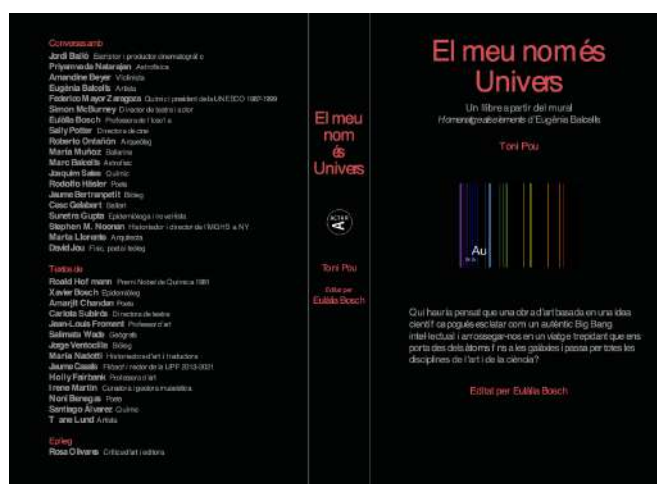 Converses amb
Jordi Balló Escriptor i productor cinematogràfic
Priyamvada Natarajan Astrofísica
Amandine Beyer Violinista
Eugènia Balcells Artista
Federico Mayor Zaragoza Químic i president de la UNESCO 1987-1999
Simon McBurney Director de teatre i actor
Eulàlia Bosch Professora de filosofia
Sally Potter Directora de cine
Roberto Ontañón Arqueòleg
María Muñoz Ballarina
Marc Balcells Astrofísic
Joaquim Sales Químic
Rodolfo Häsler Poeta
Jaume Bertranpetit Biòleg
Cesc Gelabert Ballarí
Sunetra Gupta Epidemiòloga i novel·lista
Stephen M. Noonan Historiador i director de l'MGHS a NY
Marta Llorente Arquitecta
David Jou Físic, poeta i teòleg
Textos de
Roald Hoffmann Premi Nobel de Química 1981
Xavier Bosch Epidemiòleg
Amarjit Chandan Poeta
Carlota Subirós Directora de teatre
Jean-Louis Froment Professor d'art
Salimata Wade Geògrafa
Jorge Ventocilla Biòleg
Maria Nadotti Historiadora d'art i traductora
Jaume Casals Filòsof i rector de la UPF 2013-2021
Holly Fairbank Professora d'art
Irene Martín Curadora i gestora museística
Noni Benegas Poeta
Santiago Álvarez Químic
Tiane Lund Artista
Epíleg
Rosa Olivares Crítica d'art i editora
El meu
nom
és
Univers
ACTAR
Toni Pou
Editat per
Eulàlia Bosch
El meu nom és
Univers
Un llibre a partir del mural
Homenatge als elements d'Eugènia Balcells
Toni Pou
Au
Qui hauria pensat que una obra d'art basada en una idea
científica pogués esclatar com un autèntic Big Bang
intel·lectual i arrossegar-nos en un viatge trepidant que ens
porta des dels àtoms fins a les galàxies i passa per totes les
disciplines de l'art i de la ciència?
Editat per Eulàlia Bosch